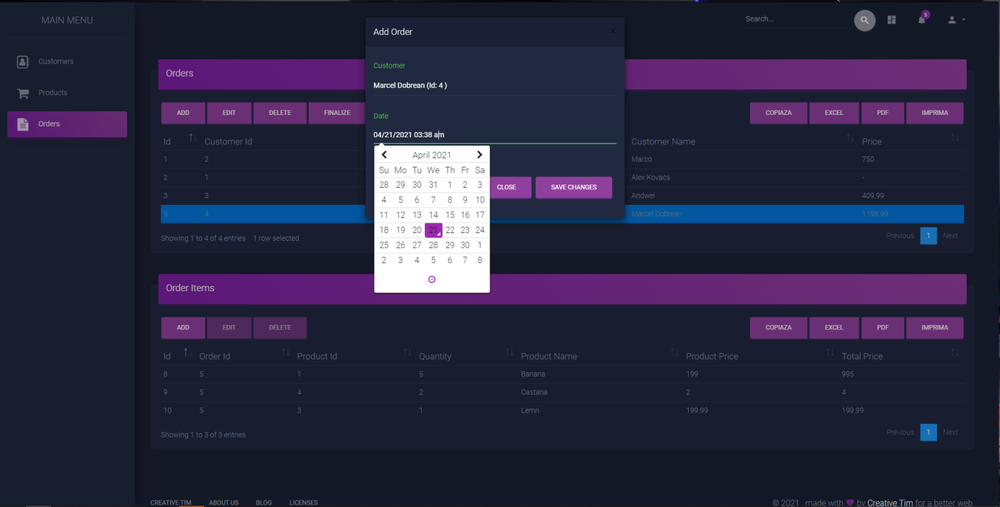 MAIN MENU
Customers
Products
Orders
Search...
5
Add Order
×
Customer
Marcel Dobrean (Id: 4 )
Date
04/21/2021 03:38 am
April 2021
Su Mo Tu We Th Fr Sa
28 29 30 31 1 2 3
4 5 6 7 8 9 10
11 12 13 14 15 16 17
18 19 20 21 22 23 24
25 26 27 28 29 30 1
2 3 4 5 6 7 8
CLOSE SAVE CHANGES
Orders
ADD EDIT DELETE FINALIZE COPIAZA EXCEL PDF IMPRIMA
Id Customer Id Customer Name Price
1 2 Marco 750
2 1 Alex Kovacs -
3 3 Andwei 409.99
5 4 Marcel Dobrean 1198.99
Showing 1 to 4 of 4 entries 1 row selected
Previous 1 Next
Order Items
ADD EDIT DELETE COPIAZA EXCEL PDF IMPRIMA
Id Order Id Product Id Quantity Product Name Product Price Total Price
8 5 1 5 Banana 199 995
9 5 4 2 Castana 2 4
10 5 3 1 Lemn 199.99 199.99
Showing 1 to 3 of 3 entries
Previous 1 Next
CREATIVE TIM ABOUT US BLOG LICENSES
© 2021 . made with by Creative Tim for a better web.